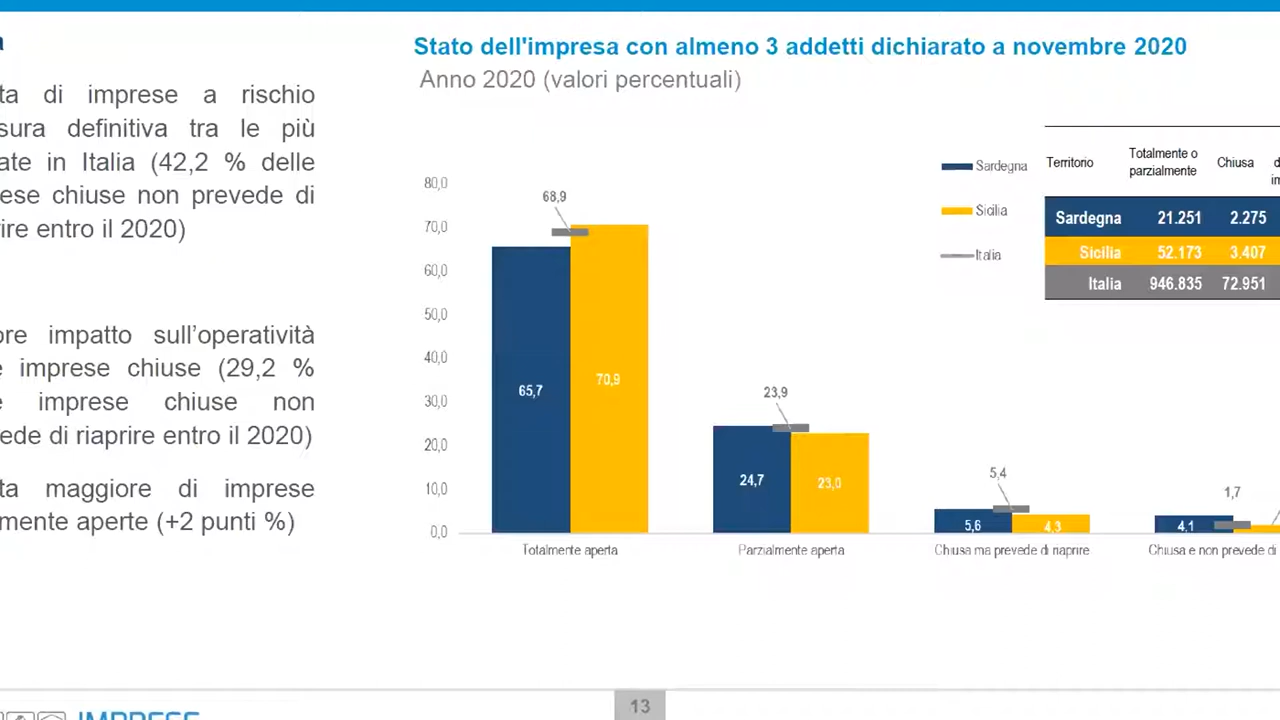 a
ta di imprese a rischio
sura definitiva tra le più
ate in Italia (42,2 % delle
ese chiuse non prevede di
ire entro il 2020)
ore impatto sull’operatività
e imprese chiuse (29,2 %
e imprese chiuse non
ede di riaprire entro il 2020)
ta maggiore di imprese
mente aperte (+2 punti %)
Stato dell'impresa con almeno 3 addetti dichiarato a novembre 2020
Anno 2020 (valori percentuali)
80,0
70,0
60,0
50,0
40,0
30,0
20,0
10,0
0,0
68,9
65,7
70,9
23,9
24,7
23,0
5,4
5,6
4,3
1,7
4,1
Totalmente aperta
Parzialmente aperta
Chiusa ma prevede di riaprire
Chiusa e non prevede di
Sardegna
Sicilia
Italia
Territorio
Totalmente o
parzialmente
Chiusa
Sardegna 21.251 2.275
Sicilia 52.173 3.407
Italia 946.835 72.951
13
IMPRESE